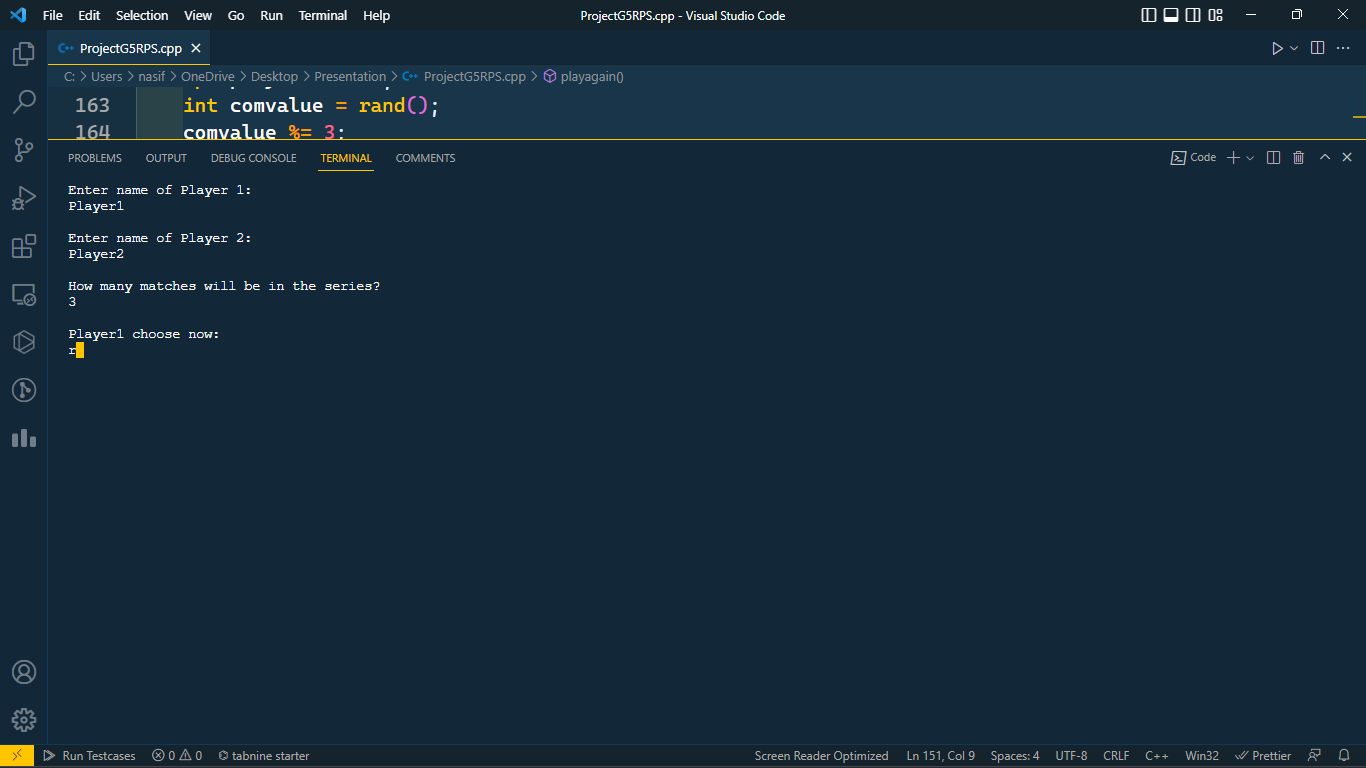 File Edit Selection View Go Run Terminal Help ProjectG5RPS.cpp - Visual Studio Code
ProjectG5RPS.cpp
C: > Users > nasif > OneDrive > Desktop > Presentation > ProjectG5RPS.cpp > playagain()
163 int comvalue = rand();
164 comvalue %= 3;
PROBLEMS OUTPUT DEBUG CONSOLE TERMINAL COMMENTS Code
Enter name of Player 1:
Player1
Enter name of Player 2:
Player2
How many matches will be in the series?
3
Player1 choose now:
r
Run Testcases 0 0 tabnine starter Screen Reader Optimized Ln 151, Col 9 Spaces: 4 UTF-8 CRLF C++ Win32 Prettier